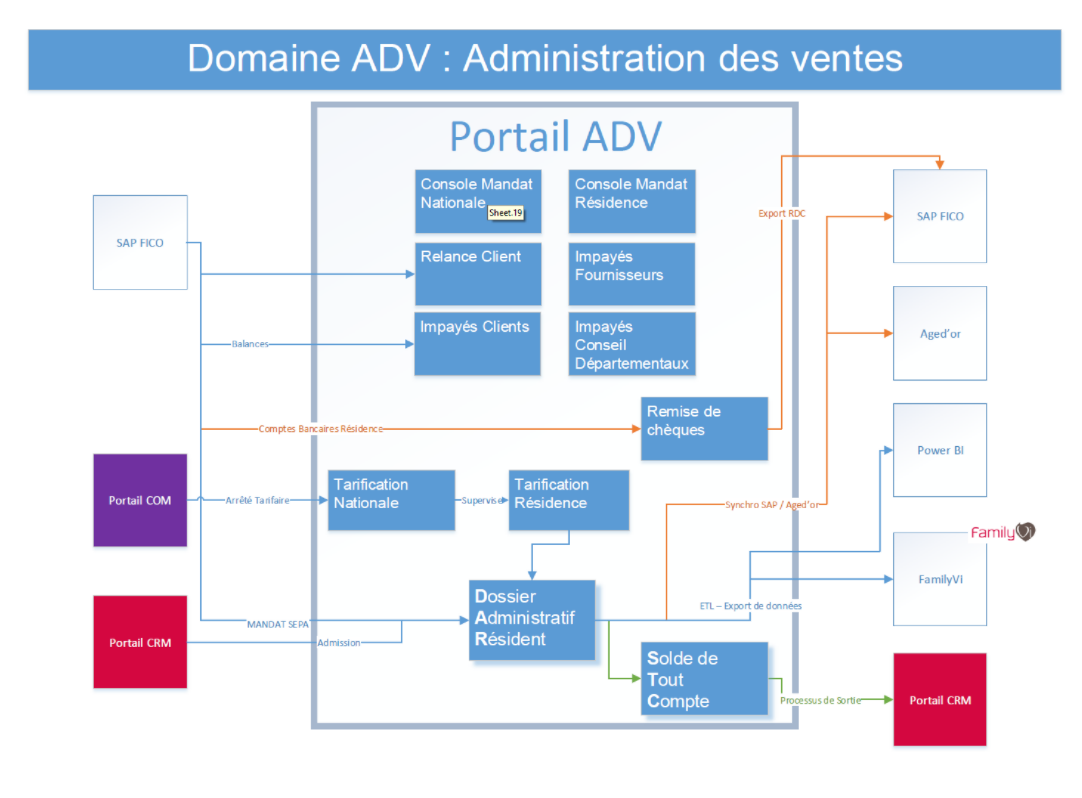 Domaine ADV : Administration des ventes
Portail ADV
Console Mandat
Nationale
Sheet.19
Console Mandat
Résidence
Export RDC
SAP FICO
SAP FICO
Relance Client
Impayés
Fournisseurs
Impayés Clients
Impayés
Conseil
Départementaux
Balances
Aged'or
Remise de
chèques
Comptes Bancaires Résidence
Power BI
Portail COM
Arrêté Tarifaire
Tarification
Nationale
Supervise
Tarification
Résidence
Synchro SAP / Aged'or
FamilyVi
FamilyVi
Dossier
Administratif
Résident
ETL – Export de données
MANDAT SEPA
Portail CRM
Admission
Solde de
Tout
Compte
Processus de Sortie
Portail CRM